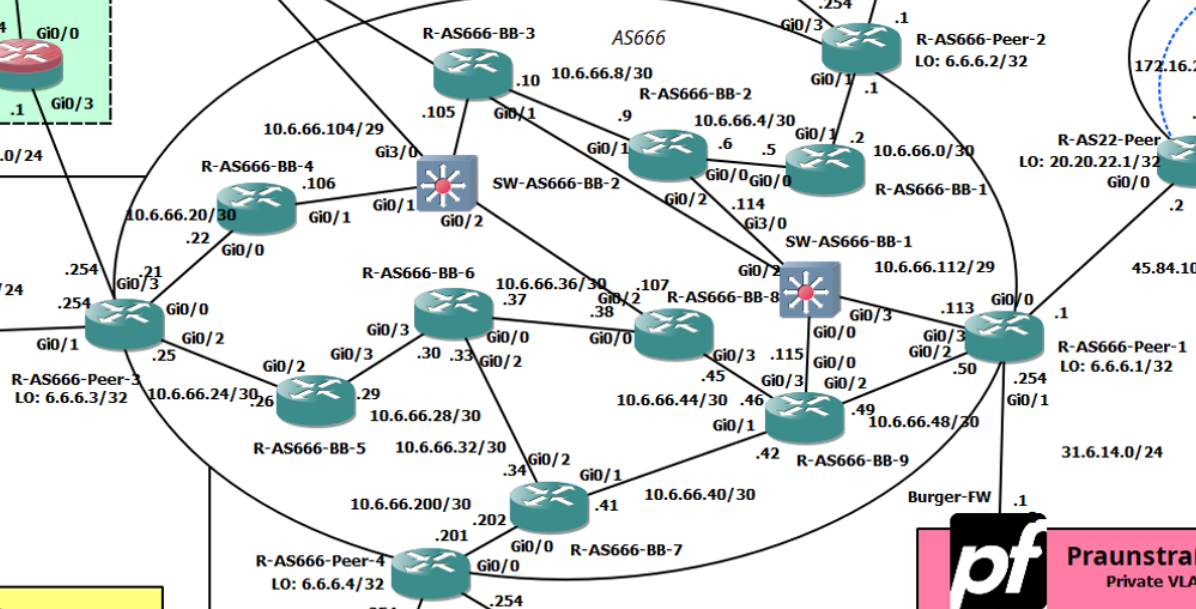 .254
.1
4
Gi0/0
Gi0/3
R-AS666-BB-3
AS666
R-AS666-Peer-2
LO: 6.6.6.2/32
.10
10.6.66.8/30
Gi0/1
172.16.2
.1
Gi0/3
R-AS666-BB-2
.1
.105
Gi0/1
.9
10.6.66.4/30
Gi0/1
.2
10.6.66.104/29
R-AS22-Peer
.0/24
Gi3/0
Gi0/1
.6
.5
10.6.66.0/30
LO: 20.20.22.1/32
R-AS666-BB-4
.106
SW-AS666-BB-2
Gi0/0
Gi0/0
R-AS666-BB-1
Gi0/0
10.6.66.20/30
Gi0/1
Gi0/1
Gi0/2
Gi0/2
.114
.2
Gi3/0
.22
Gi0/0
SW-AS666-BB-1
.254
.21
R-AS666-BB-6
Gi0/2
10.6.66.112/29
45.84.10
/24
Gi0/3
10.6.66.36/30
.107
.254
Gi0/0
.37
Gi0/2
R-AS666-BB-8
.38
.113
Gi0/0
.1
Gi0/3
Gi0/1
Gi0/2
Gi0/3
Gi0/0
Gi0/0
Gi0/0
Gi0/3
R-AS666-Peer-1
.25
Gi0/3
.30
.33
Gi0/2
Gi0/3
.115
Gi0/0
Gi0/2
LO: 6.6.6.1/32
Gi0/2
.45
Gi0/3
Gi0/2
.50
.254
R-AS666-Peer-3
LO: 6.6.6.3/32
10.6.66.24/30
.26
.29
10.6.66.44/30
.46
.49
Gi0/1
10.6.66.28/30
Gi0/1
10.6.66.48/30
R-AS666-BB-5
10.6.66.32/30
.42
R-AS666-BB-9
31.6.14.0/24
.34
Gi0/2
Gi0/1
10.6.66.200/30
.41
10.6.66.40/30
Burger-FW
.1
.202
.201
Gi0/0
R-AS666-BB-7
R-AS666-Peer-4
LO: 6.6.6.4/32
Gi0/0
pf
Praunstra
Private VLA
.254